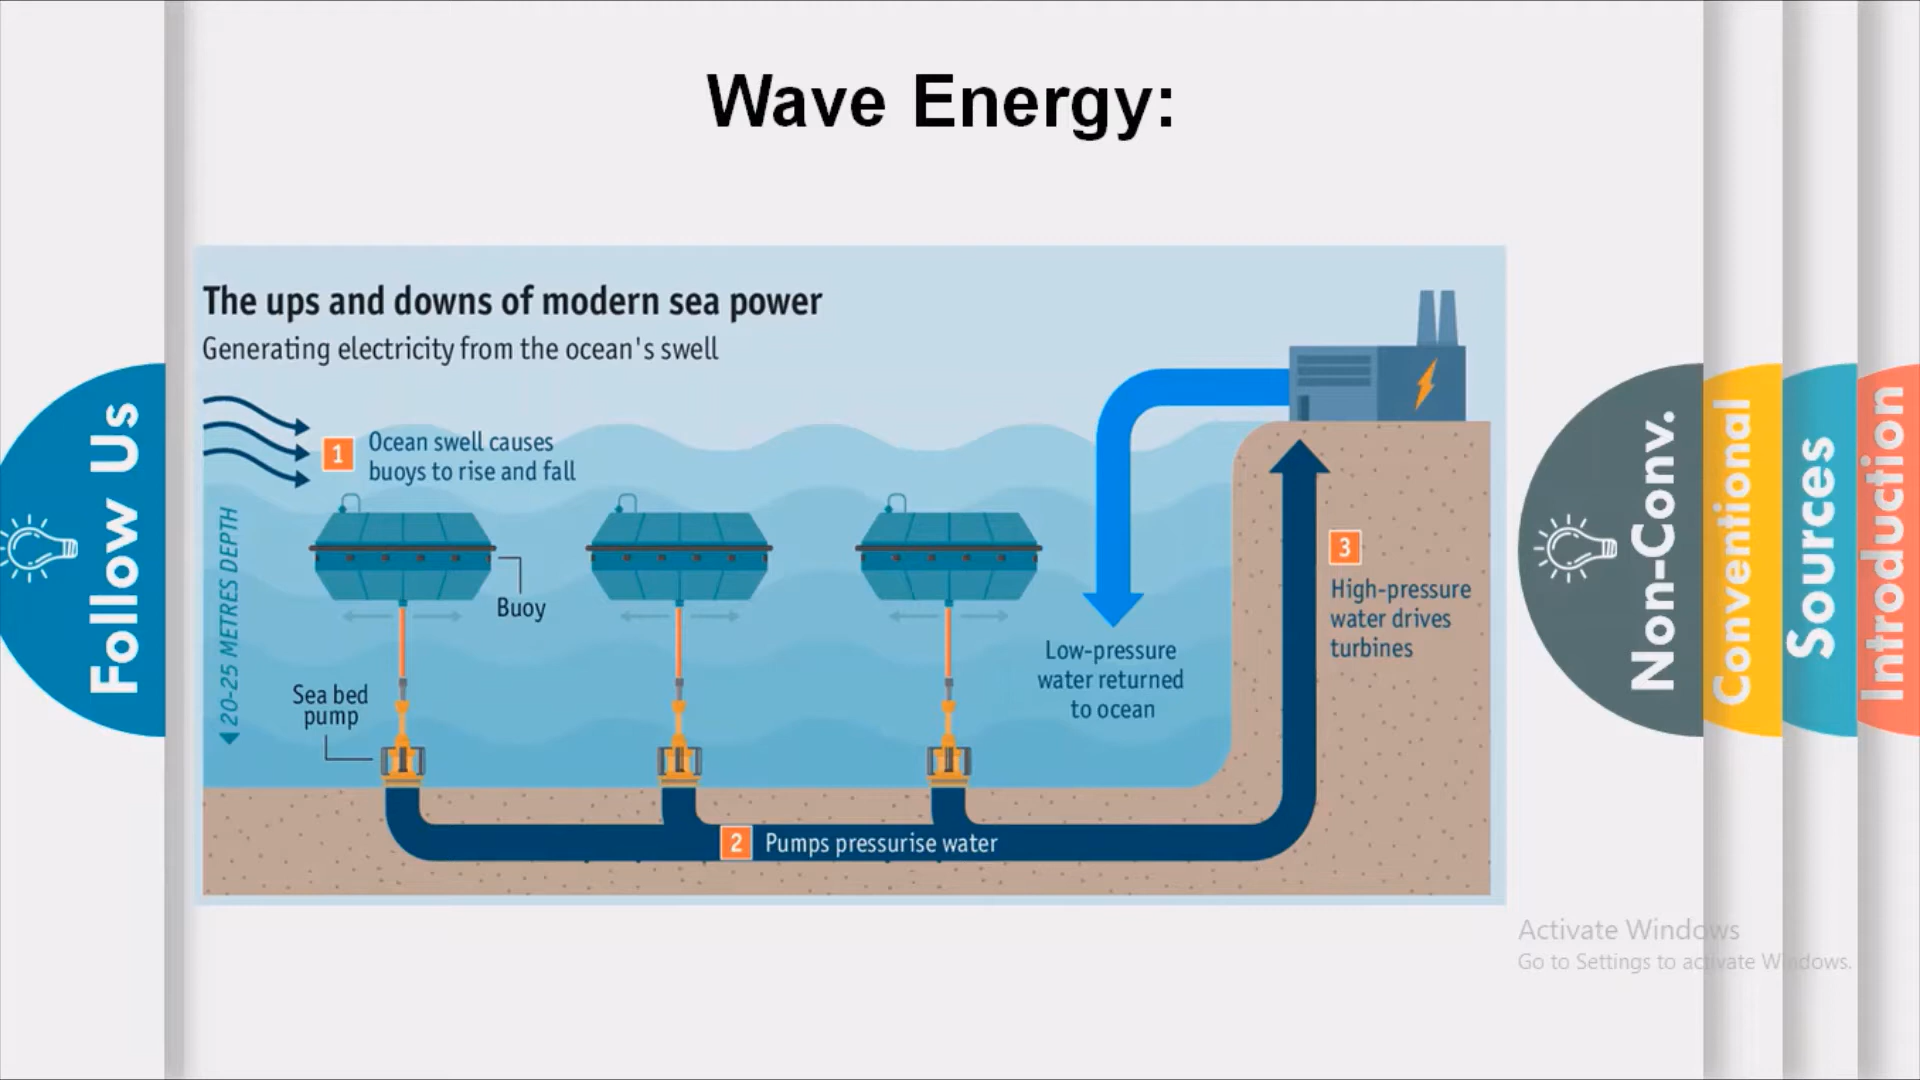 Wave Energy:
The ups and downs of modern sea power
Generating electricity from the ocean's swell
1
Ocean swell causes
buoys to rise and fall
20-25 METRES DEPTH
Buoy
Sea bed
pump
Low-pressure
water returned
to ocean
3
High-pressure
water drives
turbines
2
Pumps pressurise water
Follow Us
Non-Conv.
Conventional
Sources
Introduction
Activate Windows
Go to Settings to activate Windows.